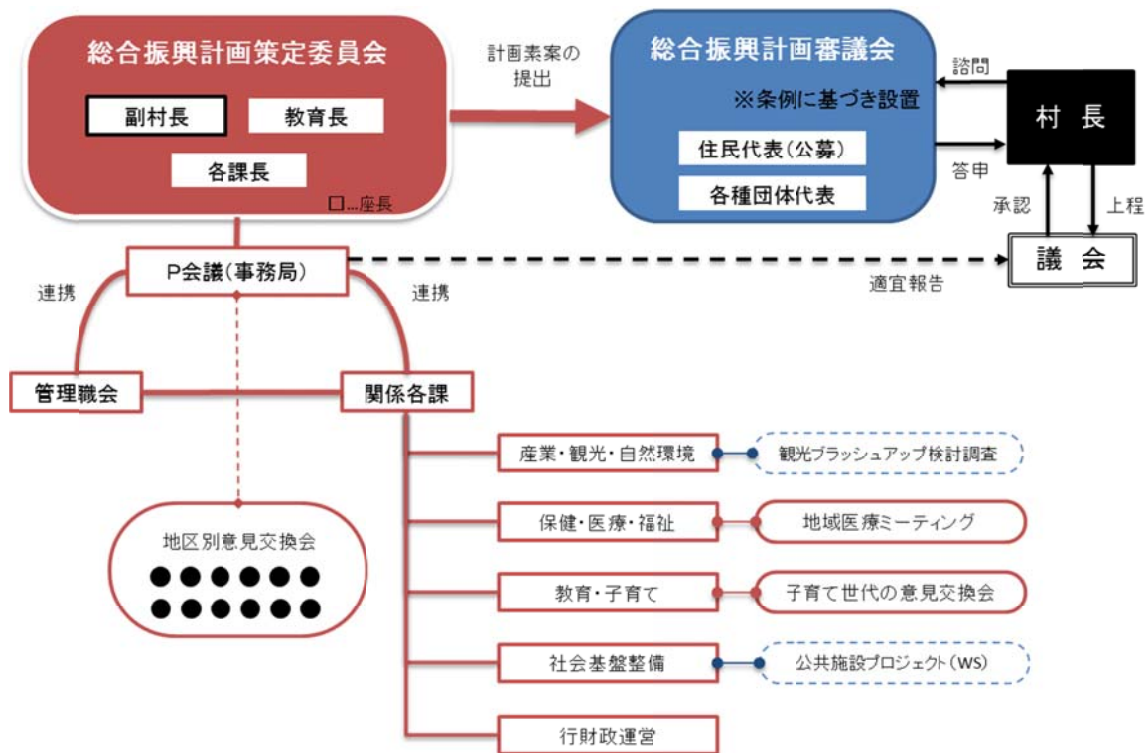 総合振興計画策定委員会
副村長
教育長
各課長
□…座長
計画素案の
提出
総合振興計画審議会
※条例に基づき設置
住民代表(公募)
各種団体代表
諮問
答申
村 長
承認
上程
議 会
P会議(事務局)
適宜報告
連携
連携
管理職会
関係各課
地区別意見交換会
産業・観光・自然環境
観光ブラッシュアップ検討調査
保健・医療・福祉
地域医療ミーティング
教育・子育て
子育て世代の意見交換会
社会基盤整備
公共施設プロジェクト(WS)
行財政運営